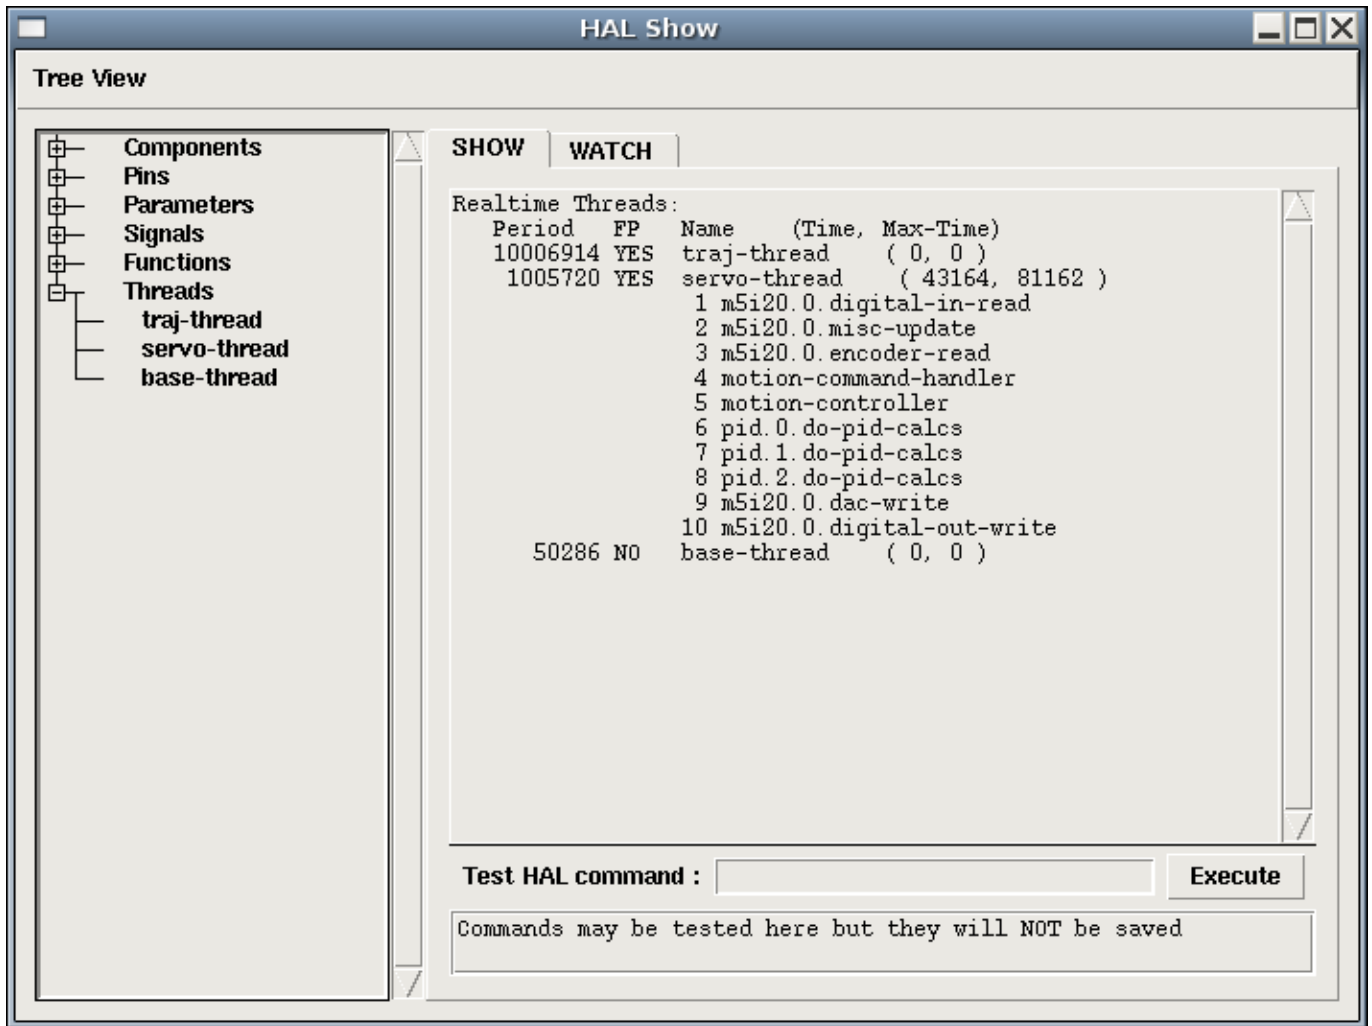 HAL Show
Tree View
Components
Pins
Parameters
Signals
Functions
Threads
traj-thread
servo-thread
base-thread
SHOW WATCH
Realtime Threads:
Period FP Name (Time, Max-Time)
10006914 YES traj-thread ( 0, 0 )
1005720 YES servo-thread ( 43164, 81162 )
1 m5i20.0.digital-in-read
2 m5i20.0.misc-update
3 m5i20.0.encoder-read
4 motion-command-handler
5 motion-controller
6 pid.0.do-pid-calcs
7 pid.1.do-pid-calcs
8 pid.2.do-pid-calcs
9 m5i20.0.dac-write
10 m5i20.0.digital-out-write
50286 NO base-thread ( 0, 0 )
Test HAL command : Execute
Commands may be tested here but they will NOT be saved